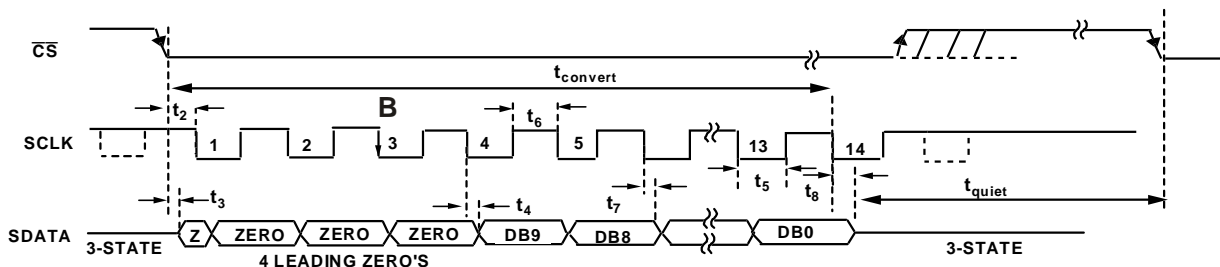 CS
t convert
t2
B
t6
SCLK
1 2 3 4 5 13 14
t3
t4
t7
t5
t8
t quiet
SDATA
Z ZERO ZERO ZERO DB9 DB8 DB0
3-STATE
3-STATE
4 LEADING ZERO'S